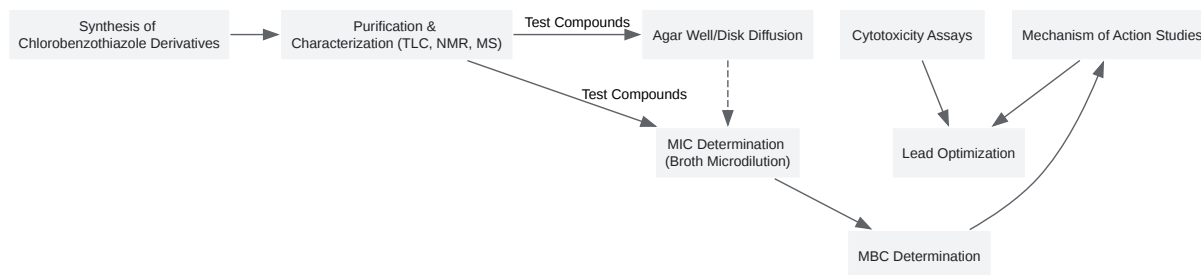 Synthesis of
Chlorobenzothiazole Derivatives
Purification &
Characterization (TLC, NMR, MS)
Test Compounds
Agar Well/Disk Diffusion
Cytotoxicity Assays
Mechanism of Action Studies
Test Compounds
MIC Determination
(Broth Microdilution)
Lead Optimization
MBC Determination